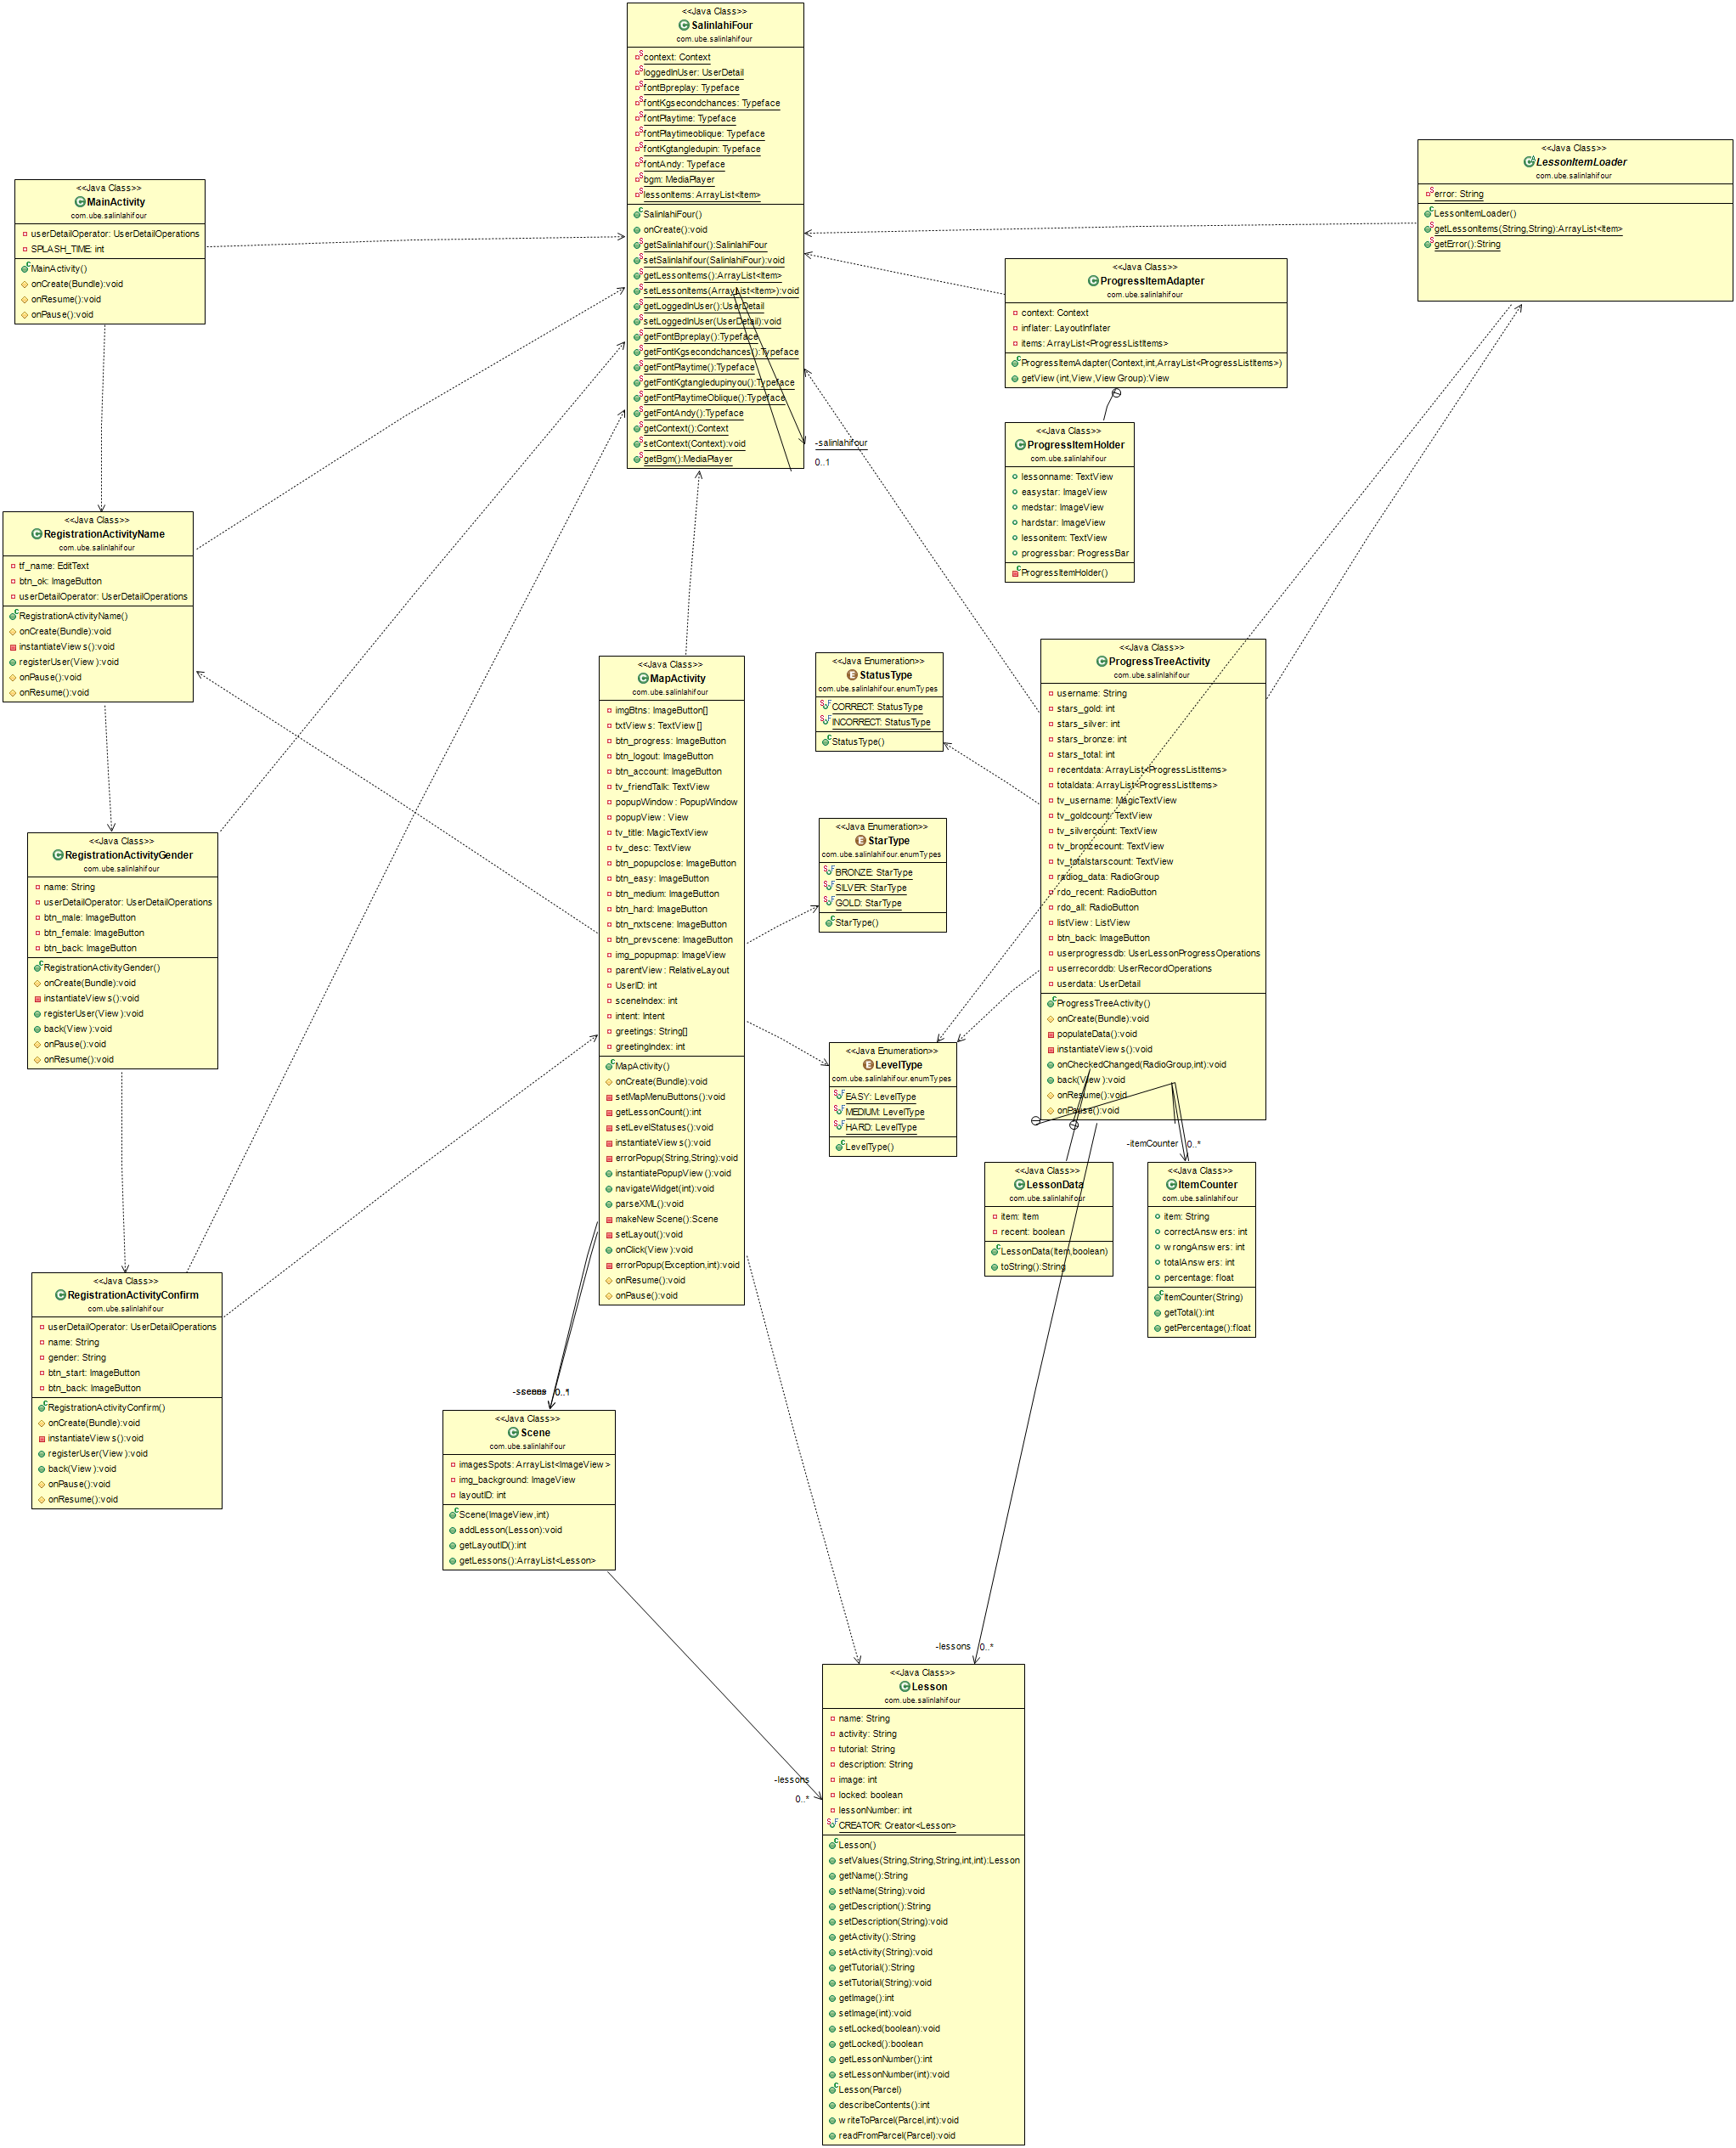 <<Java Class>>
SalinlahiFour
com.ube.salinlahifour
context: Context
loggedInUser: UserDetail
fontBpreplay: Typeface
fontKgsecondchances: Typeface
fontPlaytime: Typeface
fontPlaytimeoblique: Typeface
fontKgtangledupin: Typeface
fontAndy: Typeface
bgm: MediaPlayer
lessonItems: ArrayList<Item>
SalinlahiFour()
onCreate():void
getSalinlahifour():SalinlahiFour
setSalinlahifour(SalinlahiFour):void
getLessonItems():ArrayList<Item>
setLessonItems(ArrayList<Item>):void
getLoggedInUser():UserDetail
setLoggedInUser(UserDetail):void
getFontBpreplay():Typeface
getFontKgsecondchances():Typeface
getFontPlaytime():Typeface
getFontKgtangledupinyou():Typeface
getFontPlaytimeOblique():Typeface
getFontAndy():Typeface
getContext():Context
setContext(Context):void
getBgm():MediaPlayer
-salinlahifour
0..1
<<Java Class>>
LessonItemLoader
com.ube.salinlahifour
error: String
LessonItemLoader()
getLessonItems(String,String):ArrayList<Item>
getError():String
<<Java Class>>
MainActivity
com.ube.salinlahifour
userDetailOperator: UserDetailOperations
SPLASH_TIME: int
MainActivity()
onCreate(Bundle):void
onResume():void
onPause():void
<<Java Class>>
ProgressItemAdapter
com.ube.salinlahifour
context: Context
inflater: LayoutInflater
items: ArrayList<ProgressListItems>
ProgressItemAdapter(Context,int,ArrayList<ProgressListItems>)
getView(int,View,ViewGroup):View
<<Java Class>>
ProgressItemHolder
com.ube.salinlahifour
lessonname: TextView
easystar: ImageView
medstar: ImageView
hardstar: ImageView
lessonitem: TextView
progressbar: ProgressBar
ProgressItemHolder()
<<Java Class>>
RegistrationActivityName
com.ube.salinlahifour
tf_name: EditText
btn_ok: ImageButton
userDetailOperator: UserDetailOperations
RegistrationActivityName()
onCreate(Bundle):void
instantiateViews():void
registerUser(View):void
onPause():void
onResume():void
<<Java Class>>
MapActivity
com.ube.salinlahifour
imgBtns: ImageButton[]
txtViews: TextView[]
btn_progress: ImageButton
btn_logout: ImageButton
btn_account: ImageButton
tv_friendTalk: TextView
popupWindow: PopupWindow
popupView: View
tv_title: MagicTextView
tv_desc: TextView
btn_popupclose: ImageButton
btn_easy: ImageButton
btn_medium: ImageButton
btn_hard: ImageButton
btn_nxtscene: ImageButton
btn_prevscene: ImageButton
img_popupmap: ImageView
parentView: RelativeLayout
UserID: int
sceneIndex: int
intent: Intent
greetings: String[]
greetingIndex: int
MapActivity()
onCreate(Bundle):void
setMapMenuButtons():void
getLessonCount():int
setLevelStatuses():void
instantiateViews():void
errorPopup(String,String):void
instantiatePopupView():void
navigateWidget(int):void
parseXML():void
makeNewScene():Scene
setLayout():void
onClick(View):void
errorPopup(Exception,int):void
onResume():void
onPause():void
<<Java Enumeration>>
StatusType
com.ube.salinlahifour.enumTypes
CORRECT: StatusType
INCORRECT: StatusType
StatusType()
<<Java Enumeration>>
StarType
com.ube.salinlahifour.enumTypes
BRONZE: StarType
SILVER: StarType
GOLD: StarType
StarType()
<<Java Enumeration>>
LevelType
com.ube.salinlahifour.enumTypes
EASY: LevelType
MEDIUM: LevelType
HARD: LevelType
LevelType()
<<Java Class>>
ProgressTreeActivity
com.ube.salinlahifour
username: String
stars_gold: int
stars_silver: int
stars_bronze: int
stars_total: int
recentdata: ArrayList<ProgressListItems>
totaldata: ArrayList<ProgressListItems>
tv_username: MagicTextView
tv_goldcount: TextView
tv_silvercount: TextView
tv_bronzecount: TextView
tv_totalstarscount: TextView
radiog_data: RadioGroup
rdo_recent: RadioButton
rdo_all: RadioButton
listView: ListView
btn_back: ImageButton
userprogressdb: UserLessonProgressOperations
userrecorddb: UserRecordOperations
userdata: UserDetail
ProgressTreeActivity()
onCreate(Bundle):void
populateData():void
instantiateViews():void
onCheckedChanged(RadioGroup,int):void
back(View):void
onResume():void
onPause():void
-itemCounter 0..*
<<Java Class>>
LessonData
com.ube.salinlahifour
item: Item
recent: boolean
LessonData(Item,boolean)
toString():String
<<Java Class>>
ItemCounter
com.ube.salinlahifour
item: String
correctAnswers: int
wrongAnswers: int
totalAnswers: int
percentage: float
ItemCounter(String)
getTotal():int
getPercentage():float
<<Java Class>>
RegistrationActivityGender
com.ube.salinlahifour
name: String
userDetailOperator: UserDetailOperations
btn_male: ImageButton
btn_female: ImageButton
btn_back: ImageButton
RegistrationActivityGender()
onCreate(Bundle):void
instantiateViews():void
registerUser(View):void
back(View):void
onPause():void
onResume():void
<<Java Class>>
RegistrationActivityConfirm
com.ube.salinlahifour
userDetailOperator: UserDetailOperations
name: String
gender: String
btn_start: ImageButton
btn_back: ImageButton
RegistrationActivityConfirm()
onCreate(Bundle):void
instantiateViews():void
registerUser(View):void
back(View):void
onPause():void
onResume():void
<<Java Class>>
Scene
com.ube.salinlahifour
imagesSpots: ArrayList<ImageView>
img_background: ImageView
layoutID: int
Scene(ImageView,int)
addLesson(Lesson):void
getLayoutID():int
getLessons():ArrayList<Lesson>
-lessons 0..*
-lessons
0..*
<<Java Class>>
Lesson
com.ube.salinlahifour
name: String
activity: String
tutorial: String
description: String
image: int
locked: boolean
lessonNumber: int
CREATOR: Creator<Lesson>
Lesson()
setValues(String,String,String,int,int):Lesson
getName():String
setName(String):void
getDescription():String
setDescription(String):void
getActivity():String
setActivity(String):void
getTutorial():String
setTutorial(String):void
getImage():int
setImage(int):void
setLocked(boolean):void
getLocked():boolean
getLessonNumber():int
setLessonNumber(int):void
Lesson(Parcel)
describeContents():int
writeToParcel(Parcel,int):void
readFromParcel(Parcel):void